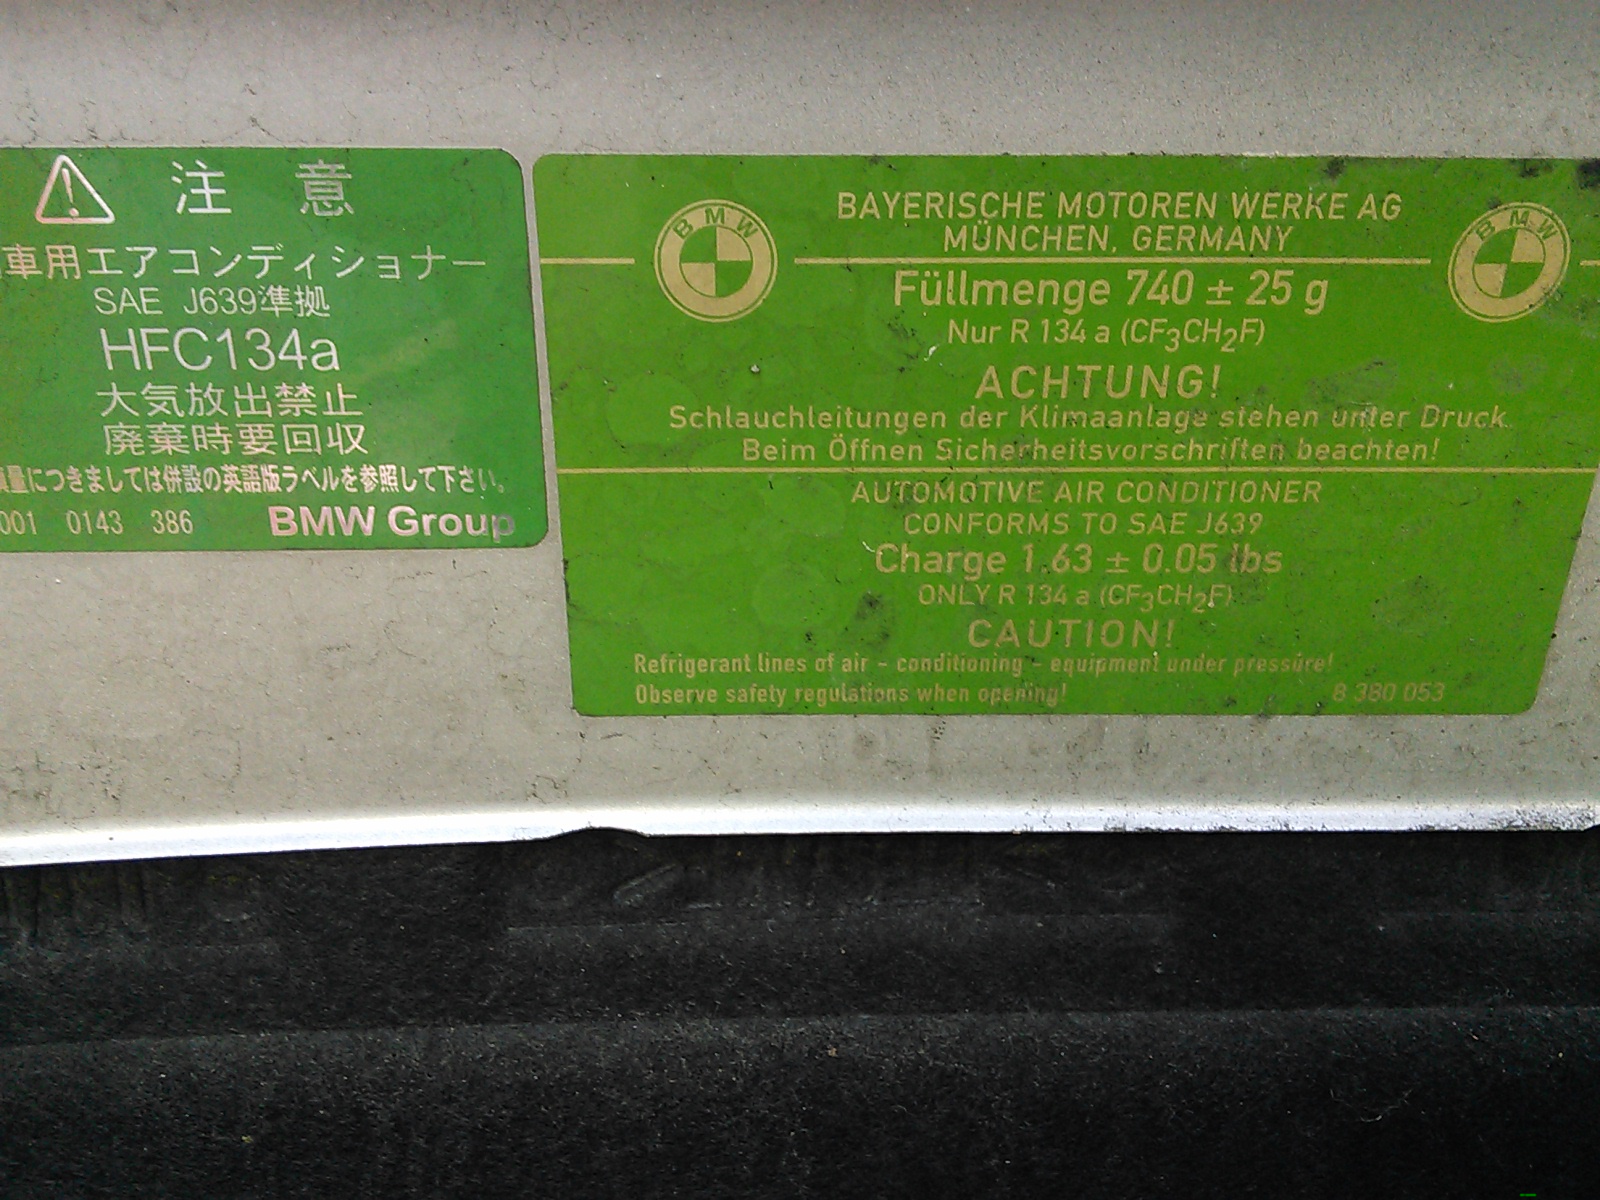 注 意
車用エアコンディショナー
SAE J639準拠
HFC134a
大気放出禁止
廃棄時要回収
量につきましては併設の英語版ラベルを参照して下さい。
001 0143 386 BMW Group
BMW
BAYERISCHE MOTOREN WERKE AG
MÜNCHEN, GERMANY
BMW
Füllmenge 740 ± 25 g
Nur R 134 a (CF₃CH₂F)
ACHTUNG!
Schlauchleitungen der Klimaanlage stehen unter Druck
Beim Öffnen Sicherheitsvorschriften beachten!
AUTOMOTIVE AIR CONDITIONER
CONFORMS TO SAE J639
Charge 1.63 ± 0.05 lbs
ONLY R 134 a (CF₃CH₂F)
CAUTION!
Refrigerant lines of air - conditioning - equipment under pressure!
Observe safety regulations when opening!
8 380 053